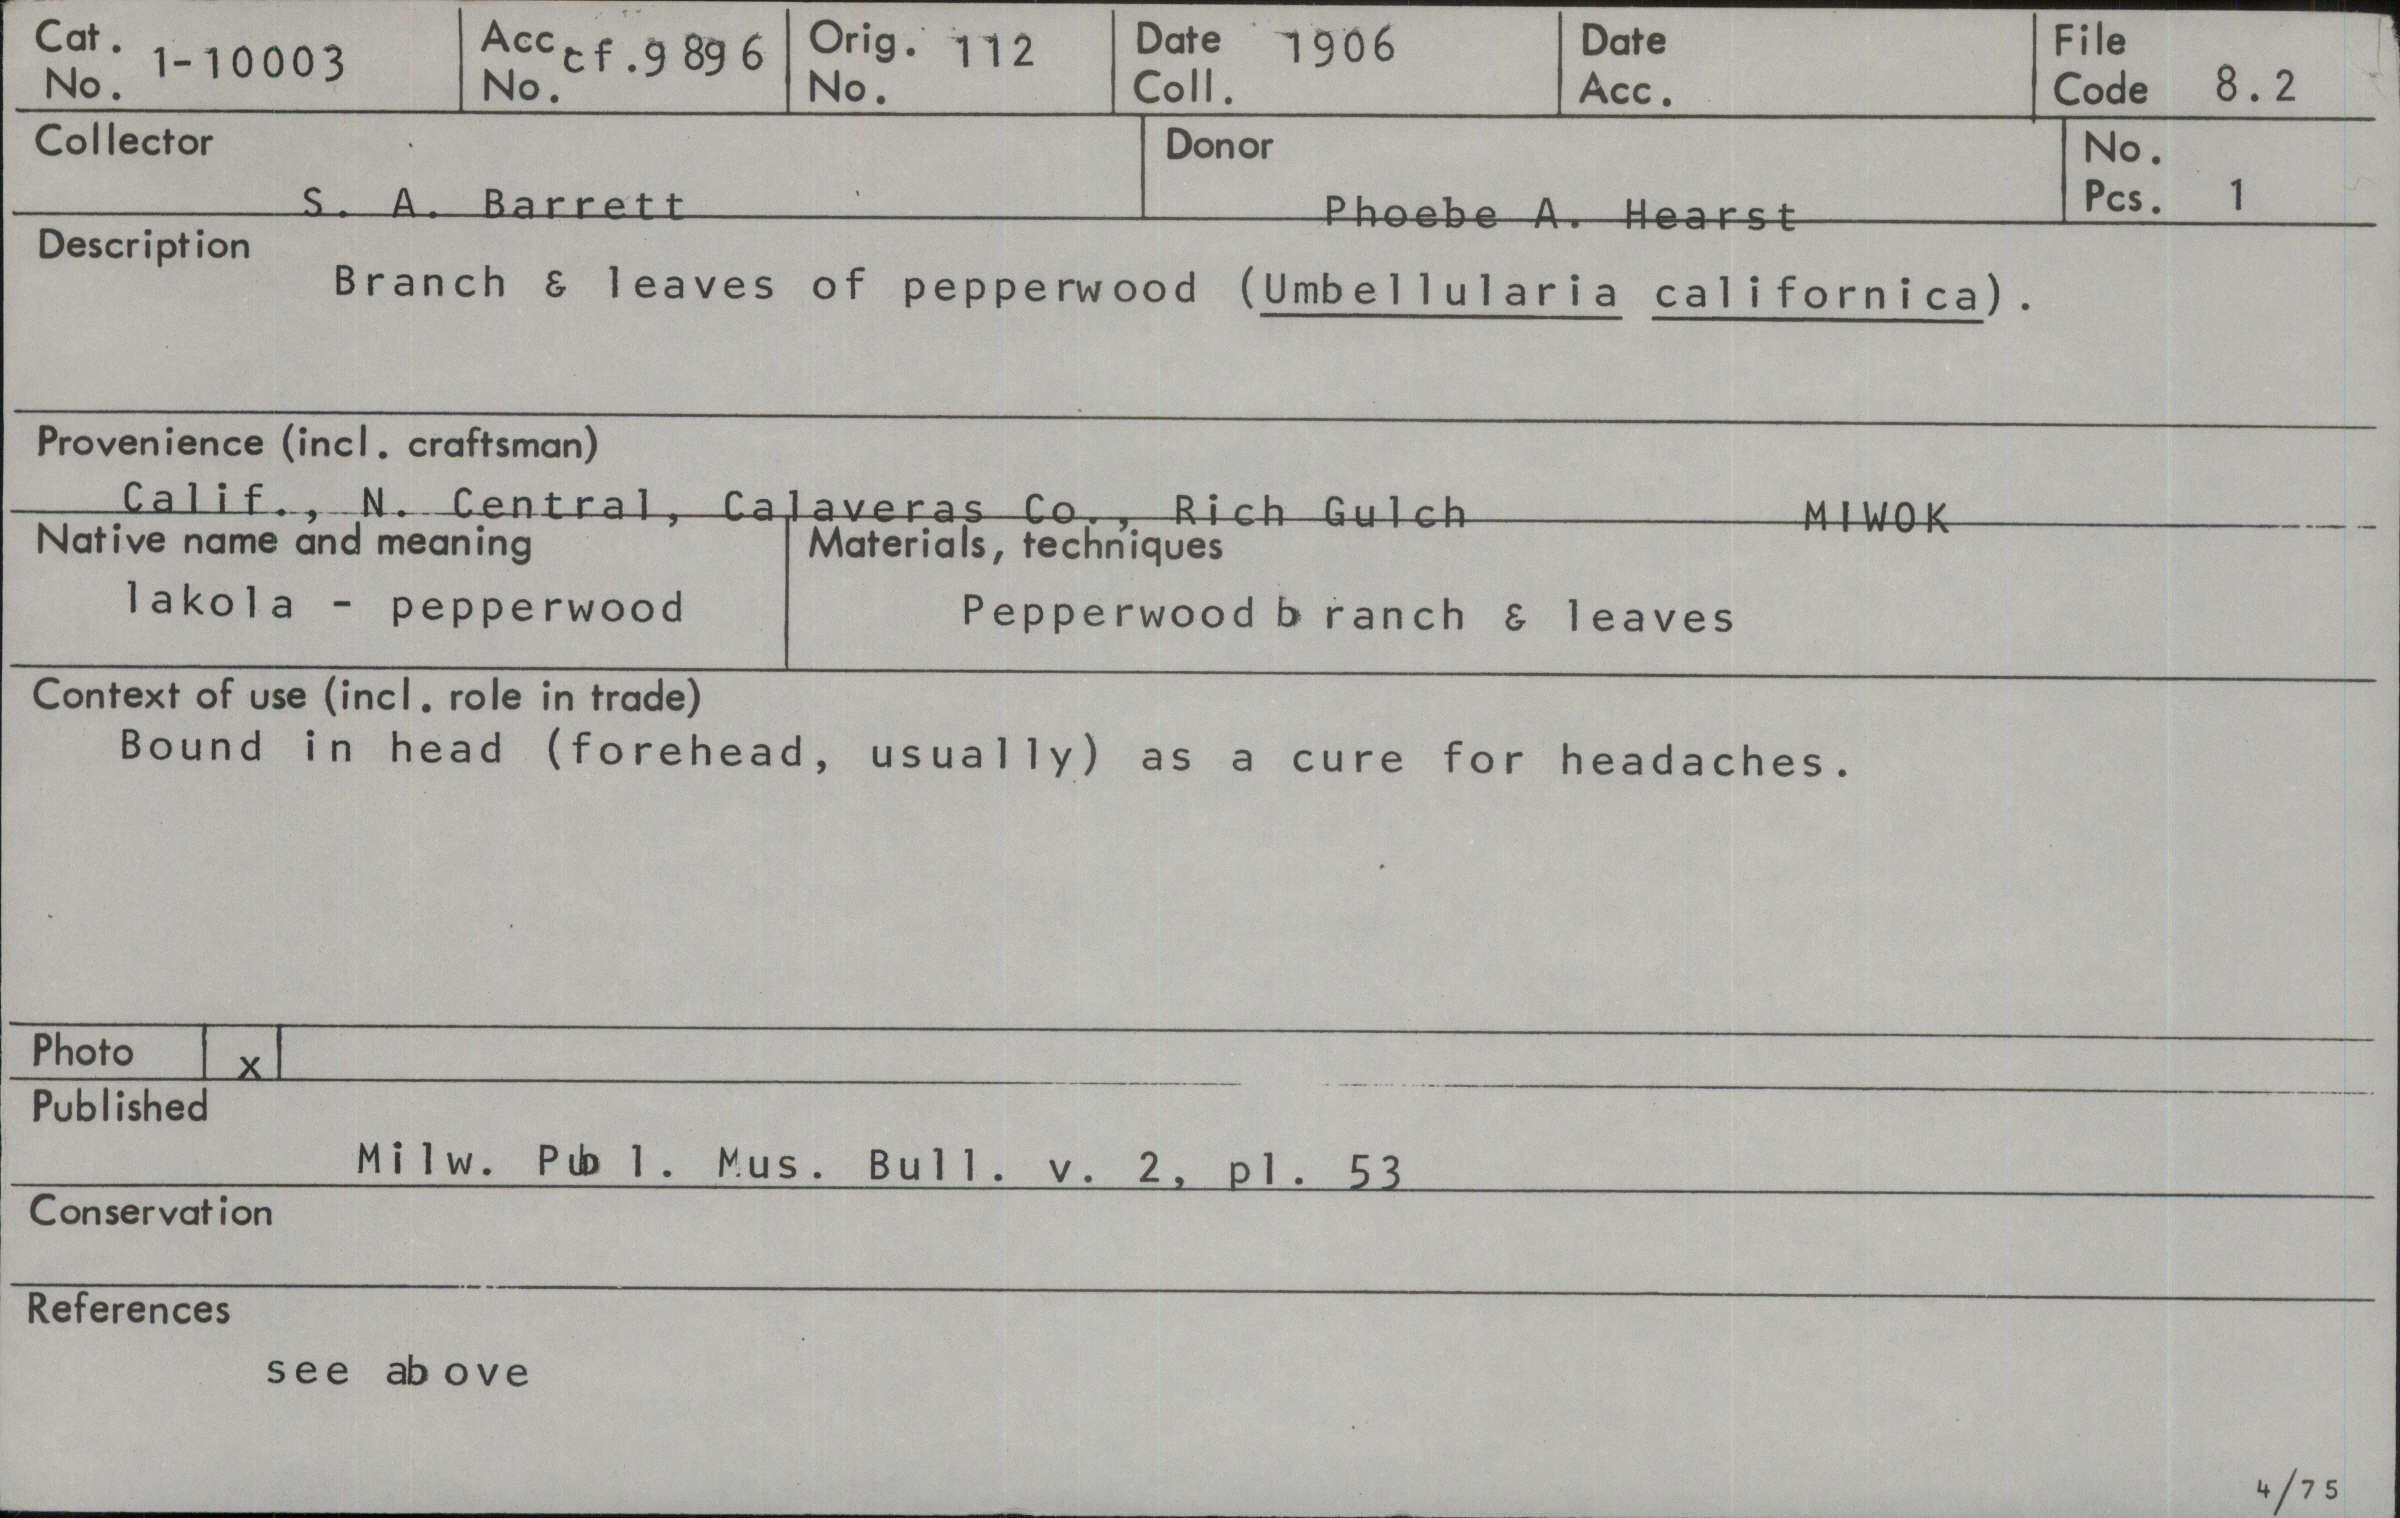 Cat. No. 1-10003 Acc. No. cf.9896 Orig. No. 112 Date Coll. 1906 Date Acc. File Code 8.2
Collector Donor No. Pcs. 1
S. A. Barrett Phoebe A. Hearst
Description
Branch & leaves of pepperwood (Umbellularia californica).
Provenience (incl. craftsman)
Calif., N. Central, Calaveras Co., Rich Gulch MIWOK
Native name and meaning Materials, techniques
lakola - pepperwood Pepperwood branch & leaves
Context of use (incl. role in trade)
Bound in head (forehead, usually) as a cure for headaches.
Photo x
Published
Milw. Publ. Mus. Bull. v. 2, pl. 53
Conservation
References
see above
4/75